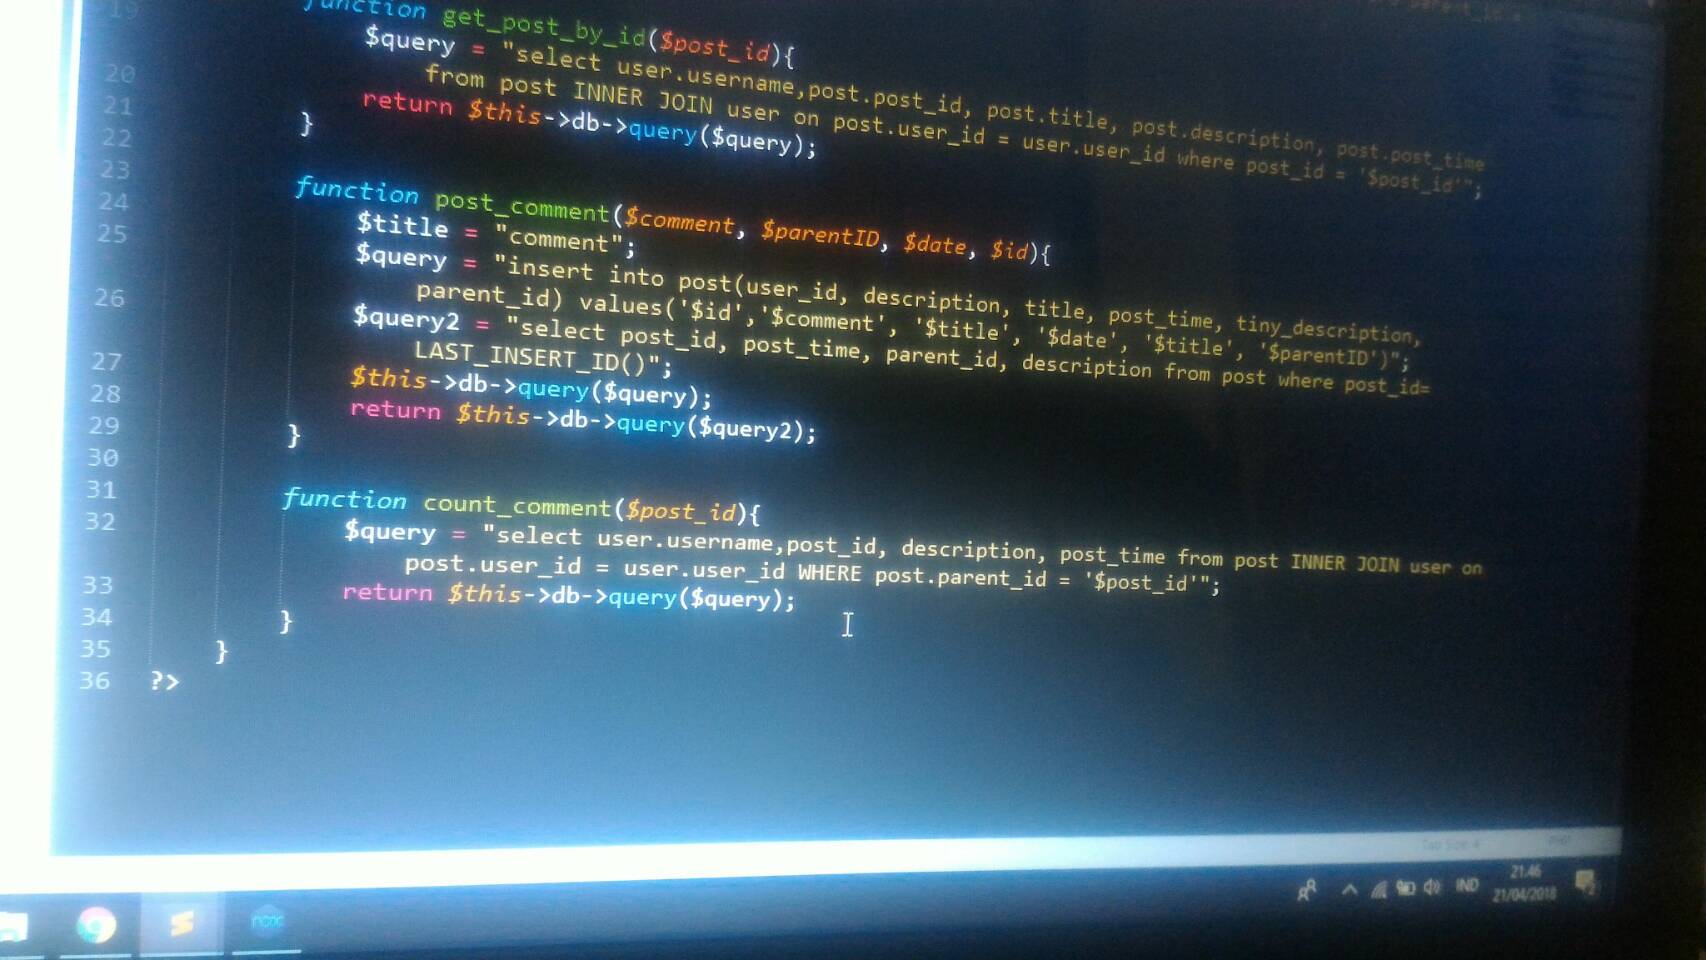 19 function get_post_by_id($post_id){
20 $query = "select user.username,post.post_id, post.title, post.description, post.post_time
from post INNER JOIN user on post.user_id = user.user_id where post_id = '$post_id'";
21 return $this->db->query($query);
22 }
23
24 function post_comment($comment, $parentID, $date, $id){
25 $title = "comment";
$query = "insert into post(user_id, description, title, post_time, tiny_description,
parent_id) values('$id','$comment', '$title', '$date', '$title', '$parentID')";
26 $query2 = "select post_id, post_time, parent_id, description from post where post_id=
LAST_INSERT_ID()";
27 $this->db->query($query);
28 return $this->db->query($query2);
29 }
30
31 function count_comment($post_id){
32 $query = "select user.username,post_id, description, post_time from post INNER JOIN user on
post.user_id = user.user_id WHERE post.parent_id = '$post_id'";
33 return $this->db->query($query);
34 }
35 }
36 ?>
Tab Size: 4
IND
21.46
21/04/2018